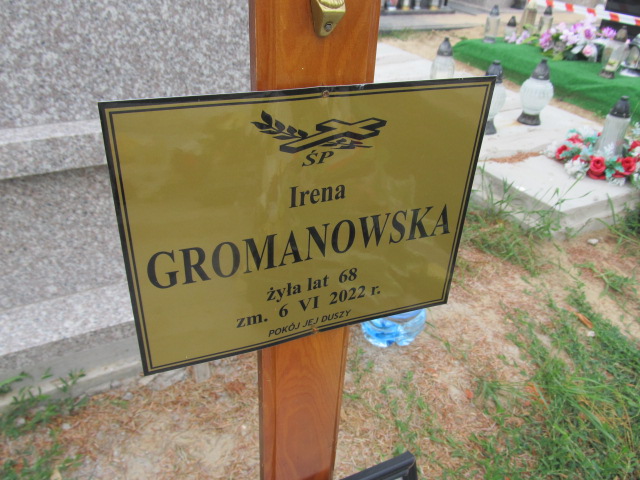 ŚP
Irena
GROMANOWSKA
żyła lat 68
zm. 6 VI 2022 r.
POKÓJ JEJ DUSZY